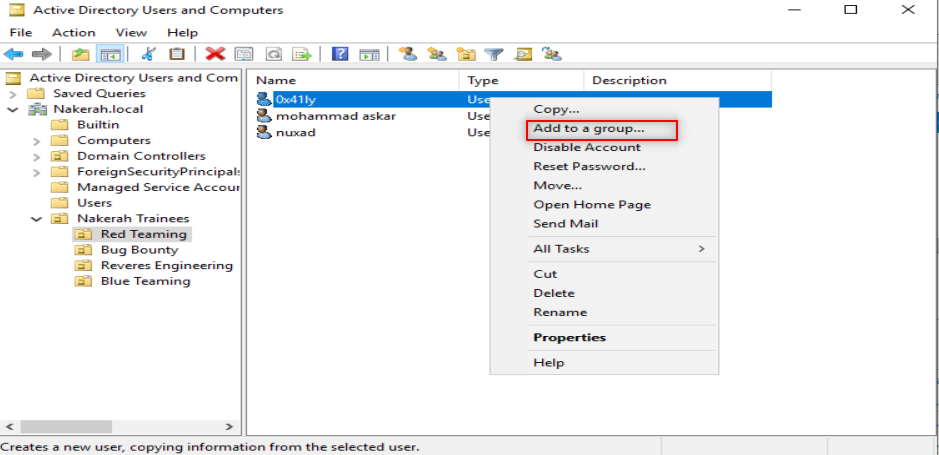 Active Directory Users and Computers
File Action View Help
Active Directory Users and Com
Name Type Description
Saved Queries
Nakerah.local
Builtin
Computers
Domain Controllers
ForeignSecurityPrincipals
Managed Service Accour
Users
Nakerah Trainees
Red Teaming
Bug Bounty
Reveres Engineering
Blue Teaming
0x41ly Use
mohammad askar Use
nuxad Use
Copy...
Add to a group...
Disable Account
Reset Password...
Move...
Open Home Page
Send Mail
All Tasks
Cut
Delete
Rename
Properties
Help
Creates a new user, copying information from the selected user.